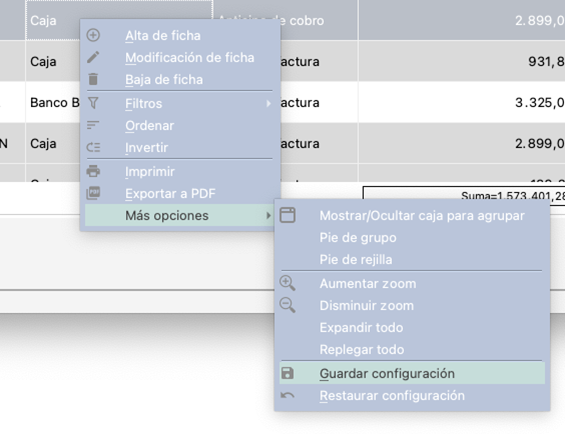 Caja
cobro
2.899,0
Alta de ficha
Modificación de ficha
Caja
actura
931,8
Baja de ficha
Filtros
Banco B
actura
3.325,0
Ordenar
N
Caja
actura
2.899,0
Invertir
Imprimir
Exportar a PDF
Suma=1.573.401,28
Más opciones
Mostrar/Ocultar caja para agrupar
Pie de grupo
Pie de rejilla
Aumentar zoom
Disminuir zoom
Expandir todo
Replegar todo
Guardar configuración
Restaurar configuración